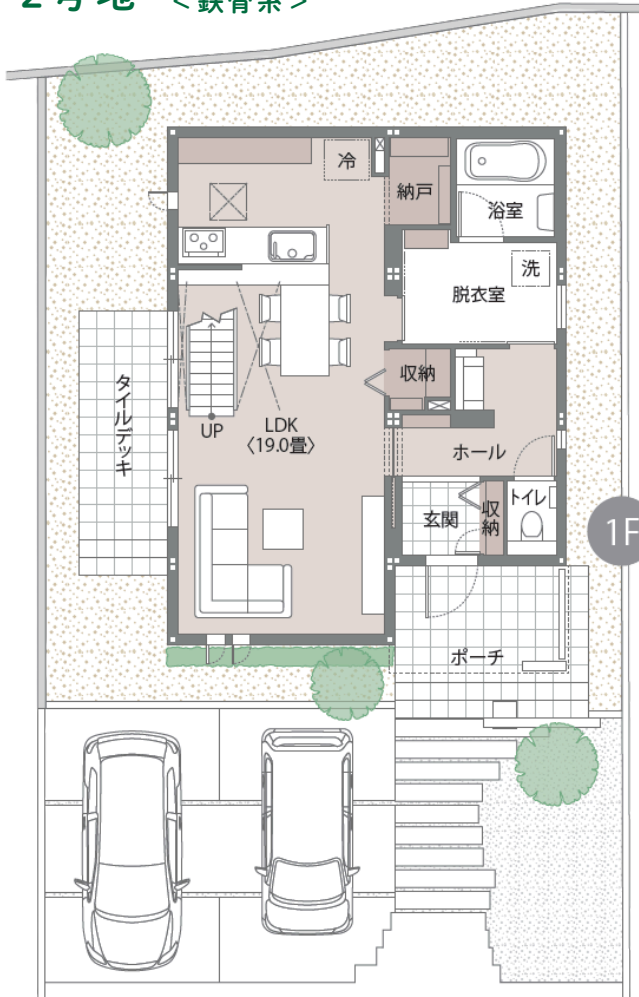 2号地 <鉄骨系>
冷
納戸
浴室
洗
脱衣室
収納
タイルデッキ
UP
LDK
〈19.0畳〉
ホール
玄関
収納
トイレ
1F
ポーチ